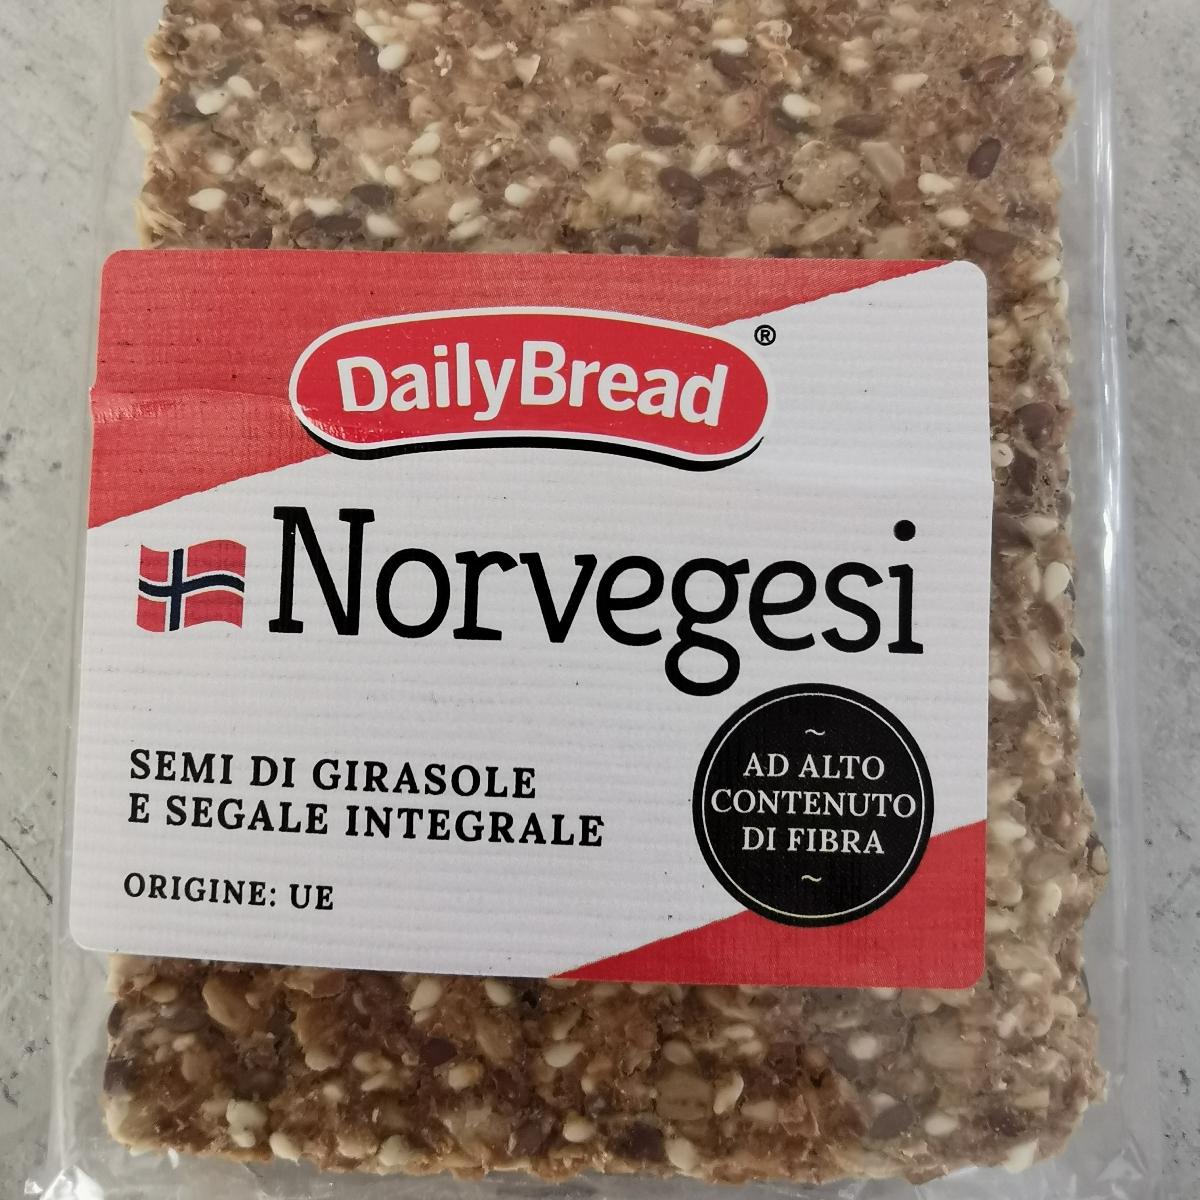 DailyBread®
Norvegesi
SEMI DI GIRASOLE
E SEGALE INTEGRALE
ORIGINE: UE
~
AD ALTO
CONTENUTO
DI FIBRA
~